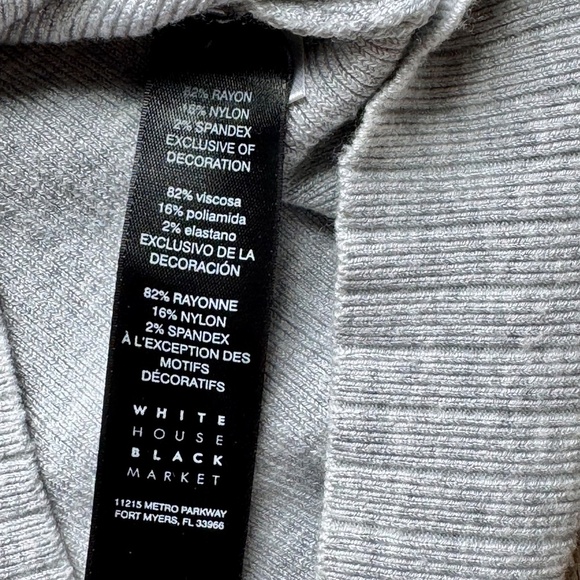 82% RAYON
16% NYLON
2% SPANDEX
EXCLUSIVE OF
DECORATION
82% viscosa
16% poliamida
2% elastano
EXCLUSIVO DE LA
DECORACIÓN
82% RAYONNE
16% NYLON
2% SPANDEX
À L'EXCEPTION DES
MOTIFS
DÉCORATIFS
WHITE
HOUSE
BLACK
MARKET
11215 METRO PARKWAY
FORT MYERS, FL 33966